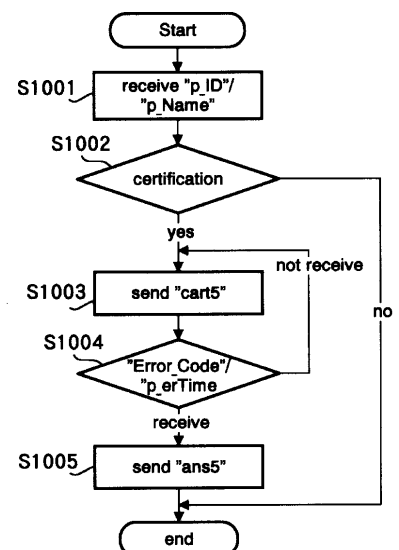 Start
S1001
receive "p_ID"/
"p_Name"
S1002
certification
yes
not receive
S1003
send "cart5"
no
S1004
"Error_Code"/
"p_erTime
receive
S1005
send "ans5"
end